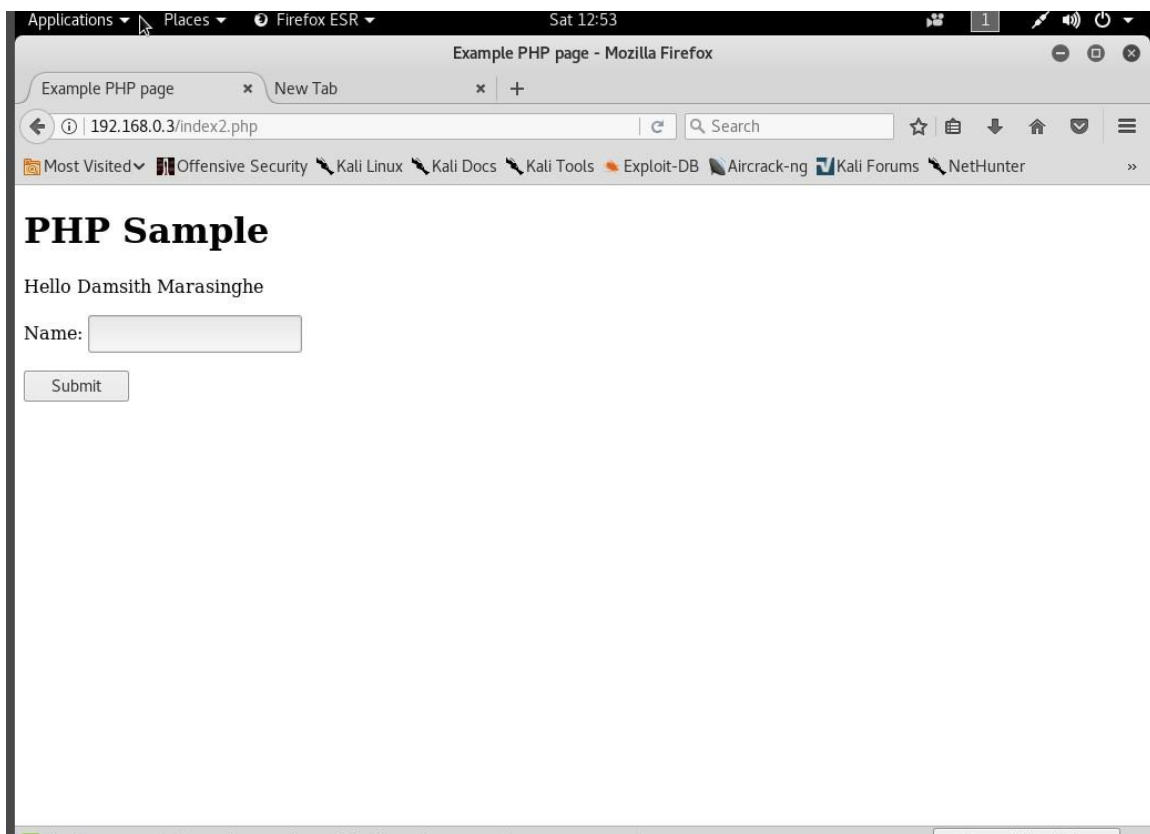 Applications Places Firefox ESR Sat 12:53 1
Example PHP page - Mozilla Firefox
Example PHP page New Tab
192.168.0.3/index2.php Search
Most Visited Offensive Security Kali Linux Kali Docs Kali Tools Exploit-DB Aircrack-ng Kali Forums NetHunter »
PHP Sample
Hello Damsith Marasinghe
Name:
Submit